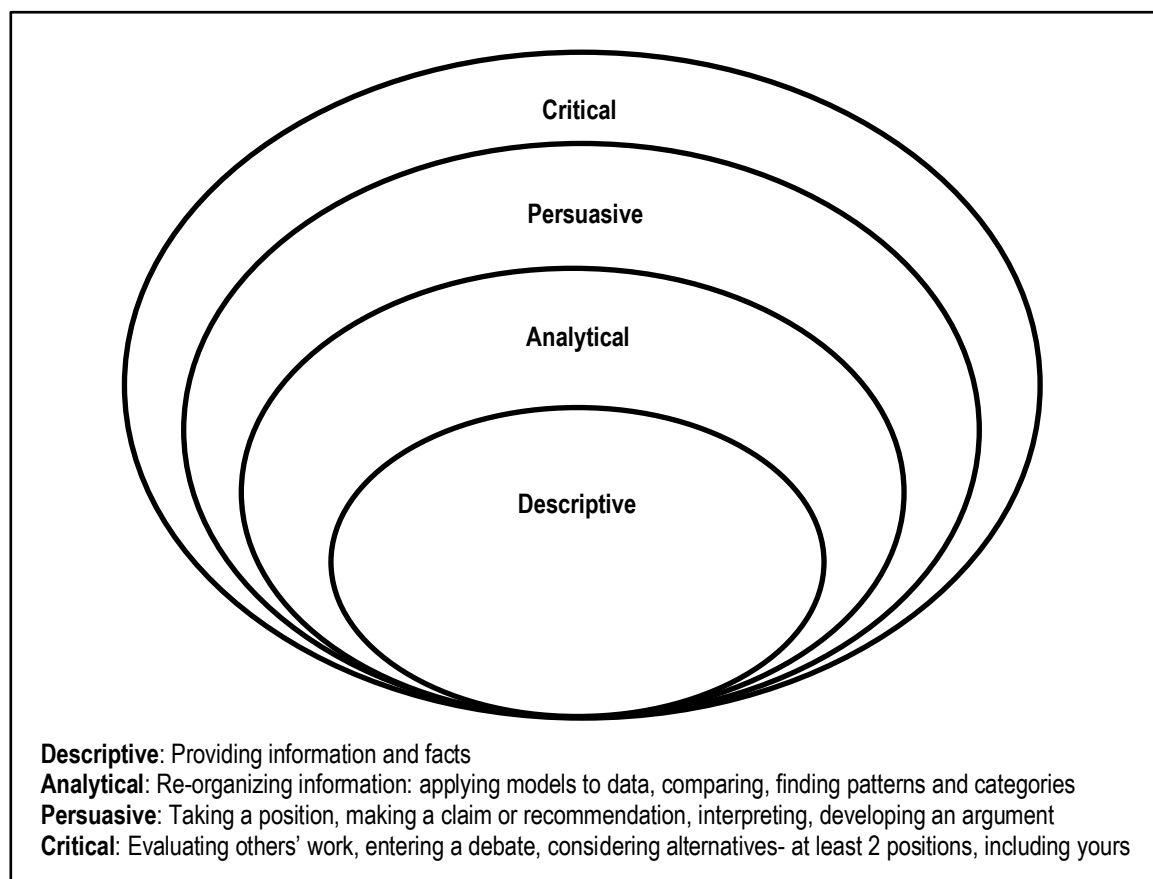 Critical
Persuasive
Analytical
Descriptive
Descriptive: Providing information and facts
Analytical: Re-organizing information: applying models to data, comparing, finding patterns and categories
Persuasive: Taking a position, making a claim or recommendation, interpreting, developing an argument
Critical: Evaluating others’ work, entering a debate, considering alternatives- at least 2 positions, including yours